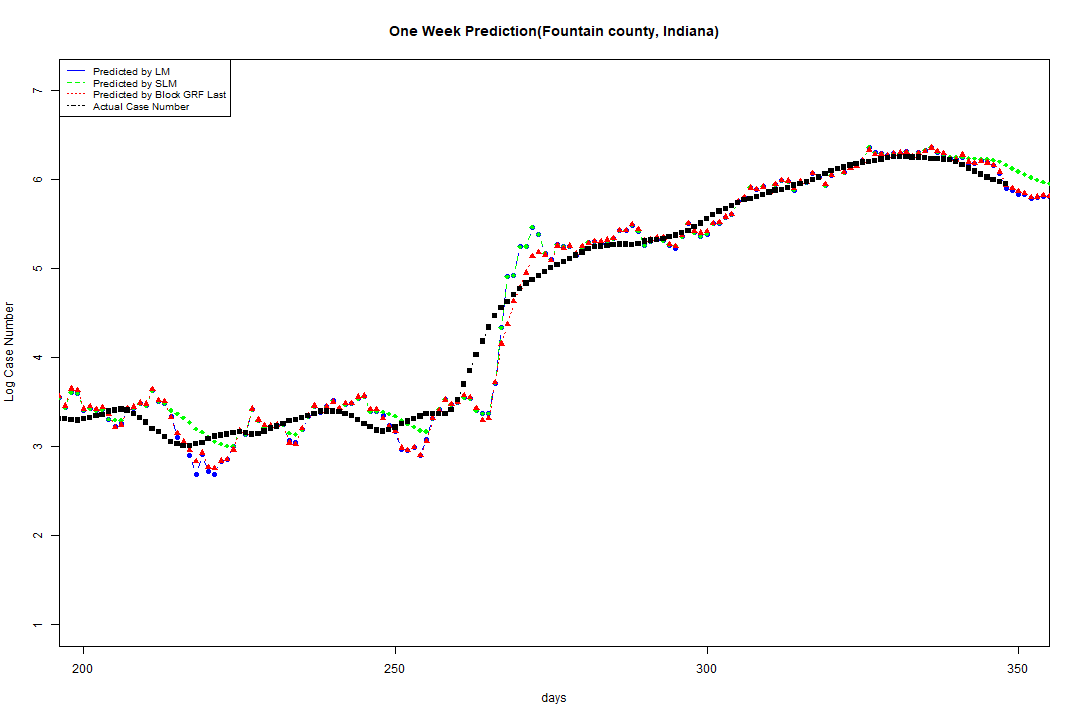 One Week Prediction(Fountain county, Indiana)
Predicted by LM
Predicted by SLM
Predicted by Block GRF Last
Actual Case Number
7
6
5
4
3
2
1
Log Case Number
200
250
300
350
days